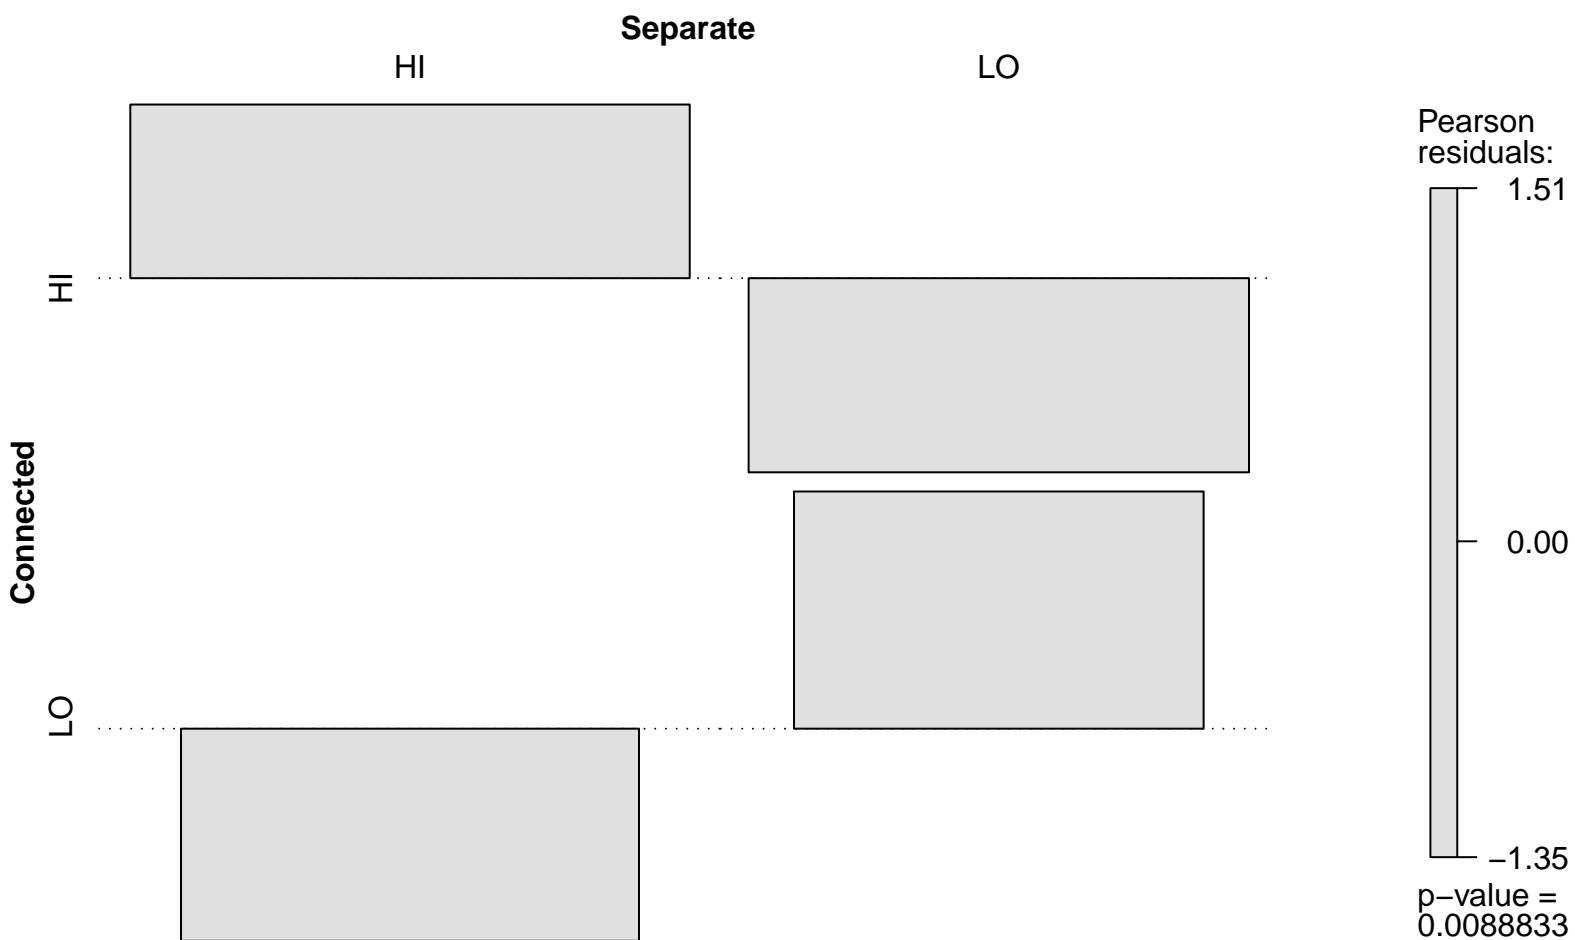 Separate
HI
LO
Pearson
residuals:
1.51
HI
Connected
0.00
LO
−1.35
p−value =
0.0088833